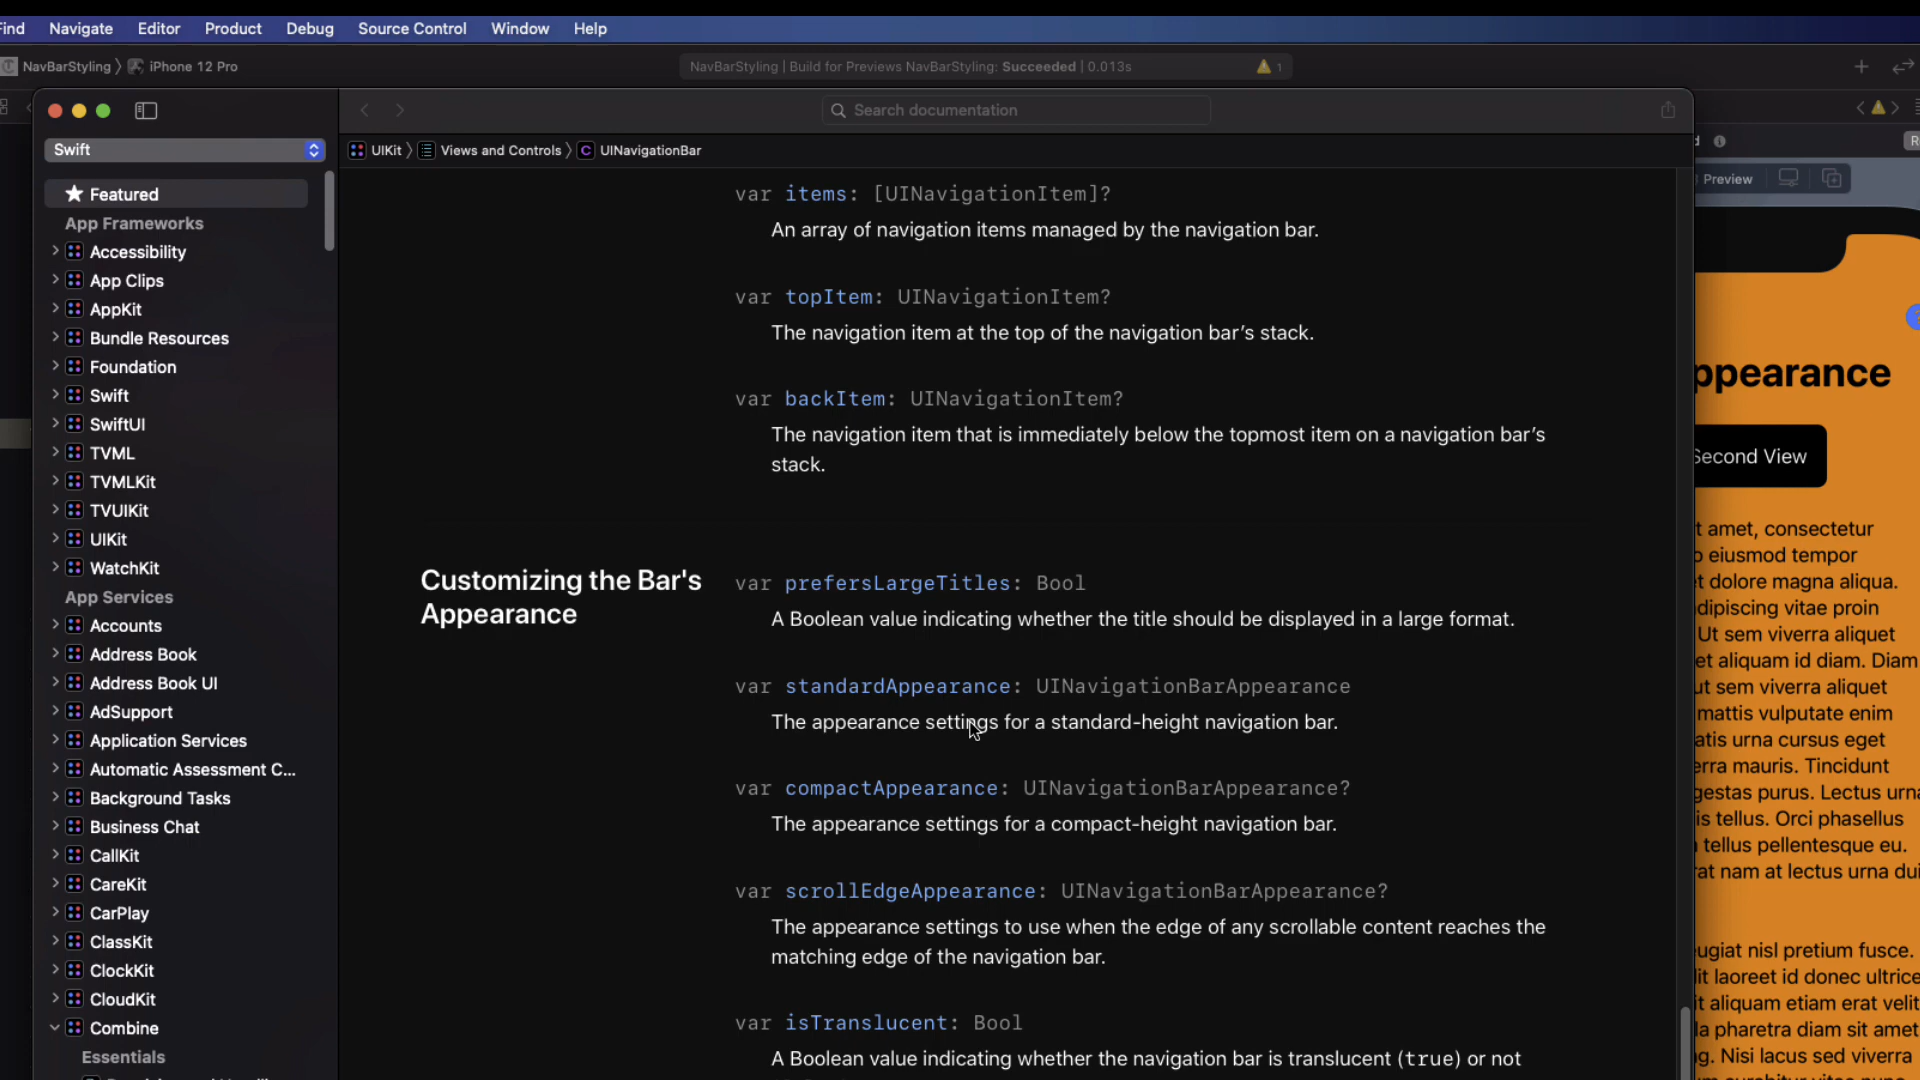 Find Navigate Editor Product Debug Source Control Window Help
NavBarStyling 〉 iPhone 12 Pro
NavBarStyling | Build for Previews NavBarStyling: Succeeded | 0.013s
1
Search documentation
Swift
UIKit 〉 Views and Controls 〉 C UINavigationBar
Featured
App Frameworks
Accessibility
App Clips
AppKit
Bundle Resources
Foundation
Swift
SwiftUI
TVML
TVMLKit
TVUIKit
UIKit
WatchKit
App Services
Accounts
Address Book
Address Book UI
AdSupport
Application Services
Automatic Assessment C...
Background Tasks
Business Chat
CallKit
CareKit
CarPlay
ClassKit
ClockKit
CloudKit
Combine
Essentials
var items: [UINavigationItem]?
An array of navigation items managed by the navigation bar.
var topItem: UINavigationItem?
The navigation item at the top of the navigation bar’s stack.
var backItem: UINavigationItem?
The navigation item that is immediately below the topmost item on a navigation bar’s
stack.
Customizing the Bar's
Appearance
var prefersLargeTitles: Bool
A Boolean value indicating whether the title should be displayed in a large format.
var standardAppearance: UINavigationBarAppearance
The appearance settings for a standard-height navigation bar.
var compactAppearance: UINavigationBarAppearance?
The appearance settings for a compact-height navigation bar.
var scrollEdgeAppearance: UINavigationBarAppearance?
The appearance settings to use when the edge of any scrollable content reaches the
matching edge of the navigation bar.
var isTranslucent: Bool
A Boolean value indicating whether the navigation bar is translucent (true) or not
Preview
ppearance
Second View
t amet, consectetur
o eiusmod tempor
t dolore magna aliqua.
dipiscing vitae proin
Ut sem viverra aliquet
et aliquam id diam. Diam
ut sem viverra aliquet
mattis vulputate enim
atis urna cursus eget
erra mauris. Tincidunt
gestas purus. Lectus urna
is tellus. Orci phasellus
tellus pellentesque eu.
rat nam at lectus urna dui
eugiat nisl pretium fusce.
lit laoreet id donec ultrice
it aliquam etiam erat velit
la pharetra diam sit amet
g. Nisi lacus sed viverra